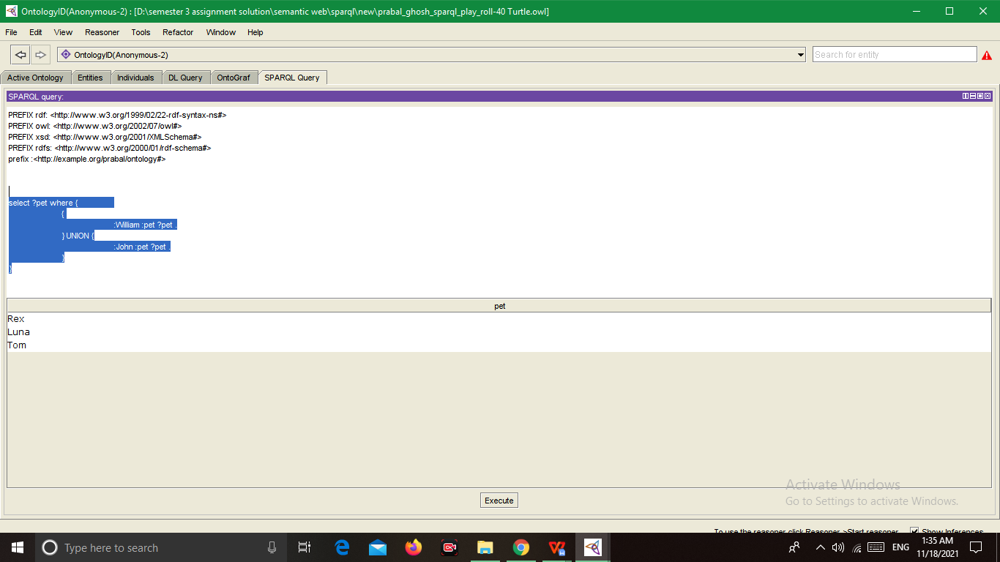 OntologyID(Anonymous-2) : [D:\semester 3 assignment solution\semantic web\sparql\new\prabal_ghosh_sparql_play_roll-40 Turtle.owl]
File Edit View Reasoner Tools Refactor Window Help
OntologyID(Anonymous-2)
Search for entity
Active Ontology Entities Individuals DL Query OntoGraf SPARQL Query
SPARQL query:
PREFIX rdf: <http://www.w3.org/1999/02/22-rdf-syntax-ns#>
PREFIX owl: <http://www.w3.org/2002/07/owl#>
PREFIX xsd: <http://www.w3.org/2001/XMLSchema#>
PREFIX rdfs: <http://www.w3.org/2000/01/rdf-schema#>
prefix :<http://example.org/prabal/ontology#>
select ?pet where {
{
:William :pet ?pet .
} UNION {
:John :pet ?pet .
}
}
pet
Rex
Luna
Tom
Execute
Activate Windows
Go to Settings to activate Windows.
To use the reasoner click Reasoner->Start reasoner Show Inferences
Type here to search
ENG
1:35 AM
11/18/2021